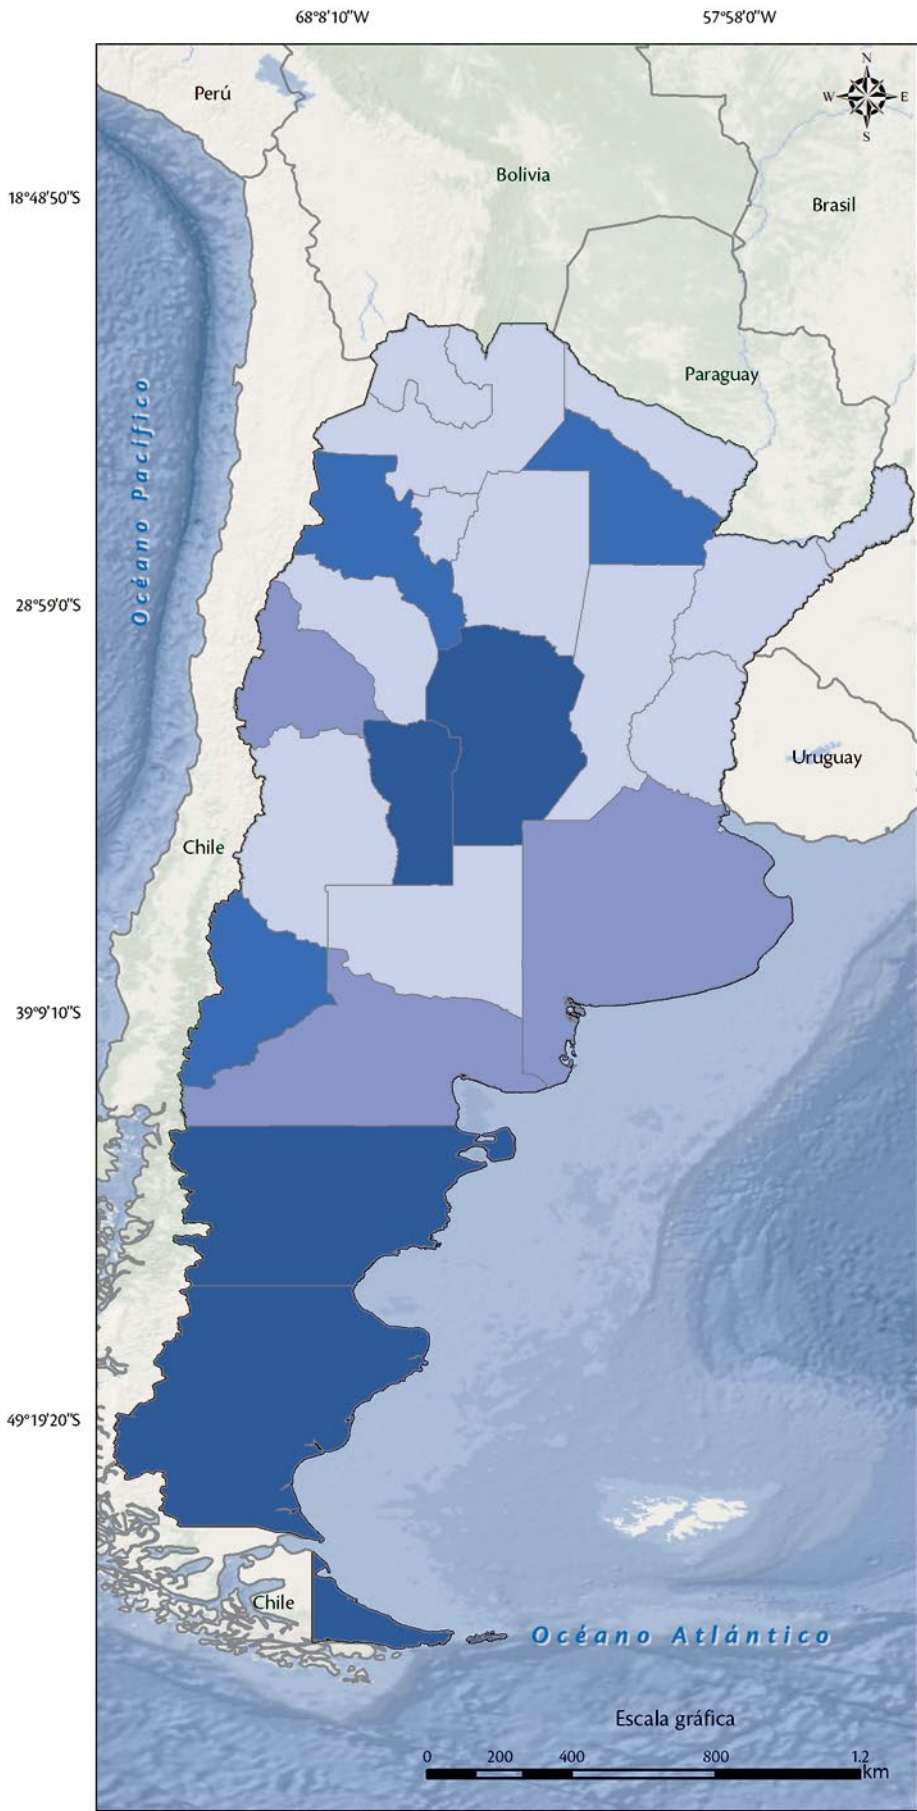 68°8'10"W
57°58'0"W
N
W
E
S
Perú
Bolivia
18°48'50"S
Brasil
Paraguay
Océano Pacífico
28°59'0"S
Uruguay
Chile
39°9'10"S
49°19'20"S
Chile
Océano Atlántico
Escala gráfica
0 200 400 800 1.2
km